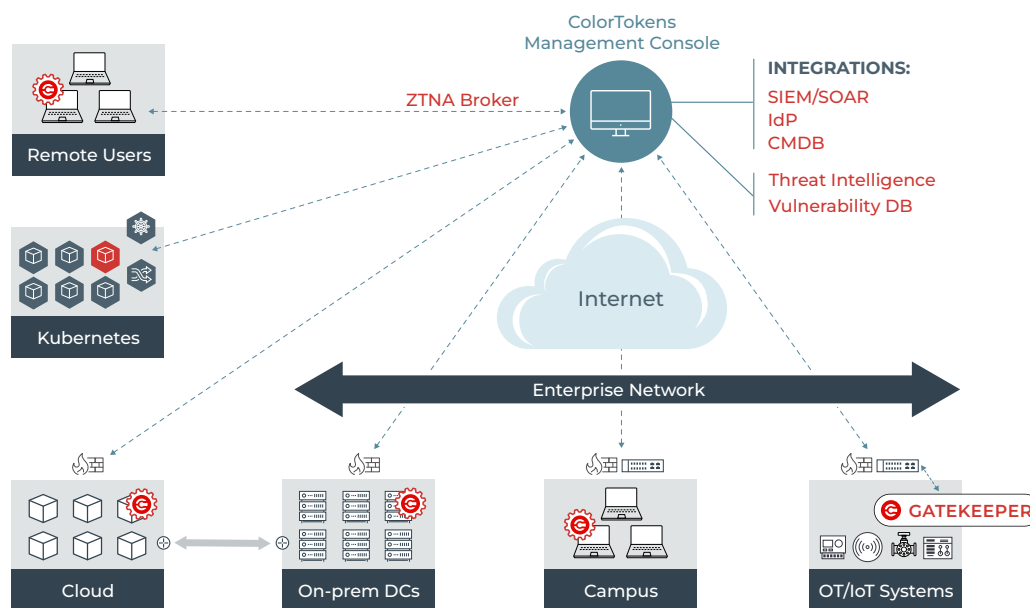 ColorTokens
Management Console
INTEGRATIONS:
SIEM/SOAR
IdP
CMDB
Threat Intelligence
Vulnerability DB
ZTNA Broker
Remote Users
Kubernetes
Internet
Enterprise Network
GATEKEEPER
Cloud
On-prem DCs
Campus
OT/IoT Systems